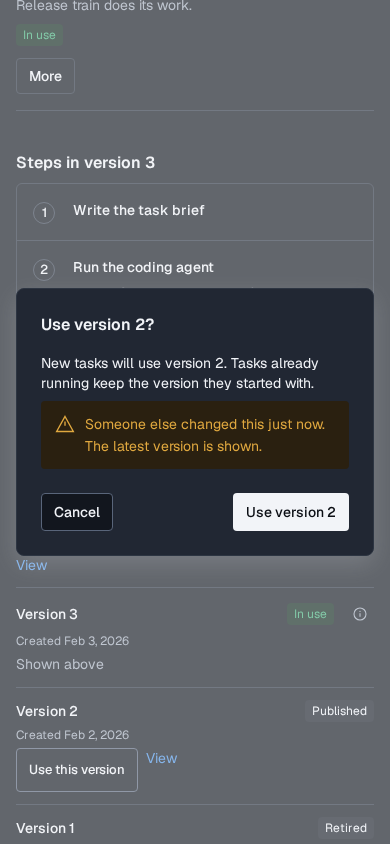 Release train does its work.
In use
More
Steps in version 3
1
Write the task brief
2
Run the coding agent
Use version 2?
New tasks will use version 2. Tasks already
running keep the version they started with.
Someone else changed this just now.
The latest version is shown.
Cancel
Use version 2
View
Version 3
In use
Created Feb 3, 2026
Shown above
Version 2
Published
Created Feb 2, 2026
Use this version
View
Version 1
Retired